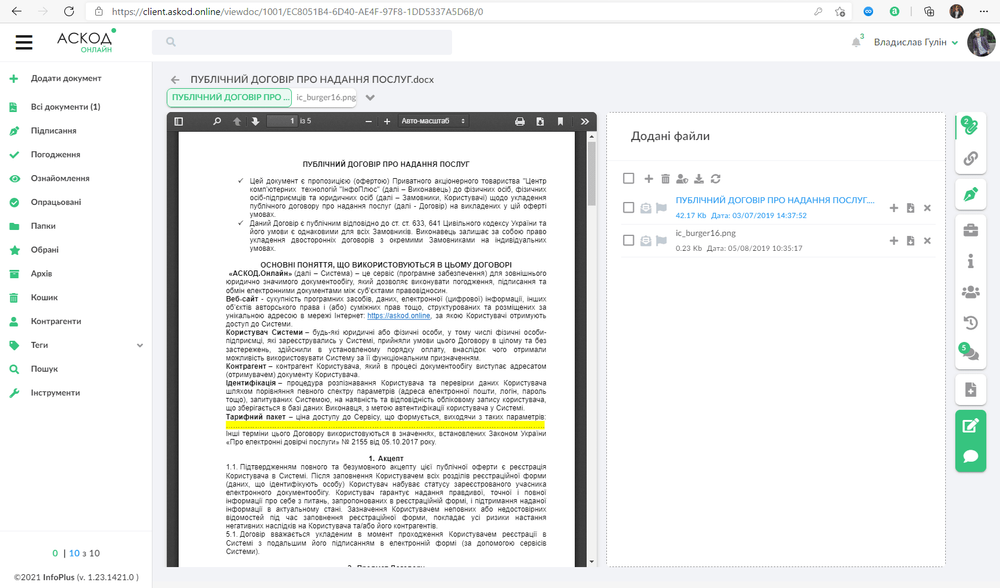 https://client.askod.online/viewdoc/1001/EC8051B4-6D40-AE4F-97F8-1DD5337A5D6B/0
АСКОД
ОНЛАЙН
3
Владислав Гулін
Додати документ
Всі документи (1)
Підписання
Погодження
Ознайомлення
Опрацьовані
Папки
Обрані
Архів
Кошик
Контрагенти
Теги
Пошук
Інструменти
0 | 10 з 10
©2021 InfoPlus (v. 1.23.1421.0 )
ПУБЛІЧНИЙ ДОГОВІР ПРО НАДАННЯ ПОСЛУГ.docx
ПУБЛІЧНИЙ ДОГОВІР ПРО ...
ic_burger16.png
1 із 5
Авто-масштаб
ПУБЛІЧНИЙ ДОГОВІР ПРО НАДАННЯ ПОСЛУГ
✓ Цей документ є пропозицією (офертою) Приватного акціонерного товариства "Центр
комп'ютерних технологій "ІнфоПлюс" (далі – Виконавець) до фізичних осіб, фізичних
осіб-підприємців та юридичних осіб (далі – Замовники, Користувачі) щодо укладення
публічного договору про надання послуг (далі - Договір) на викладених у цій оферті
умовах.
✓ Даний Договір є публічним відповідно до ст. ст. 633, 641 Цивільного кодексу України та
його умови є однаковими для всіх Замовників. Виконавець залишає за собою право
укладення двосторонніх договорів з окремими Замовниками на індивідуальних
умовах.
ОСНОВНІ ПОНЯТТЯ, ЩО ВИКОРИСТОВУЮТЬСЯ В ЦЬОМУ ДОГОВОРІ
«АСКОД.Онлайн» (далі – Система) – це сервіс (програмне забезпечення) для зовнішнього
юридично значимого документообігу, який дозволяє виконувати погодження, підписання та
обмін електронними документами між суб'єктами правовідносин.
Веб-сайт - сукупність програмних засобів, даних, електронної (цифрової) інформації, інших
об'єктів авторського права і (або) суміжних прав тощо, структурованих та розміщених за
унікальною адресою в мережі Інтернет: https://askod.online, за якою Користувачі отримують
доступ до Системи.
Користувач Системи – будь-які юридичні або фізичні особи, у тому числі фізичні особи-
підприємці, які зареєструвались у Системі, прийняли умови цього Договору в цілому та без
застережень, здійснили в установленому порядку оплату, внаслідок чого отримали
можливість використовувати Систему за її функціональним призначенням.
Контрагент – контрагент Користувача, який в процесі документообігу виступає адресатом
(отримувачем) документу Користувача.
Ідентифікація – процедура розпізнавання Користувача та перевірки даних Користувача
шляхом порівняння певного спектру параметрів (адреса електронної пошти, логін, пароль
тощо), запитуваних Системою, на наявність та відповідність обліковому запису користувача,
що зберігається в базі даних Виконавця, з метою автентифікації користувача у Системі.
Тарифний пакет – ціна доступу до Сервісу, що формується, виходячи з таких параметрів:
Інші терміни цього Договору використовуються в значеннях, встановлених Законом України
«Про електронні довірчі послуги» № 2155 від 05.10.2017 року.
1. Акцепт
1.1. Підтвердженням повного та безумовного акцепту цієї публічної оферти є реєстрація
Користувача в Системі. Після заповнення Користувачем всіх розділів реєстраційної форми
(даних, що ідентифікують особу) Користувач набуває статусу зареєстрованого учасника
електронного документообігу. Користувач гарантує надання правдивої, точної і повної
інформації про себе з питань, запропонованих в реєстраційній формі, і підтримання наданої
інформації в актуальному стані. Зазначення Користувачем неповних або недостовірних
відомостей під час заповнення реєстраційної форми, покладає усі ризики настання
негативних наслідків на Користувача та/або його контрагентів.
5.1. Договір вважається укладеним в момент проходження Користувачем реєстрації в
Системі з подальшим його підписанням в електронній формі (за допомогою сервісів
Системи).
Додані файли
ПУБЛІЧНИЙ ДОГОВІР ПРО НАДАННЯ ПОСЛУГ....
42.17 Kb Дата: 03/07/2019 14:37:52
ic_burger16.png
0.23 Kb Дата: 05/08/2019 10:35:17
2
5